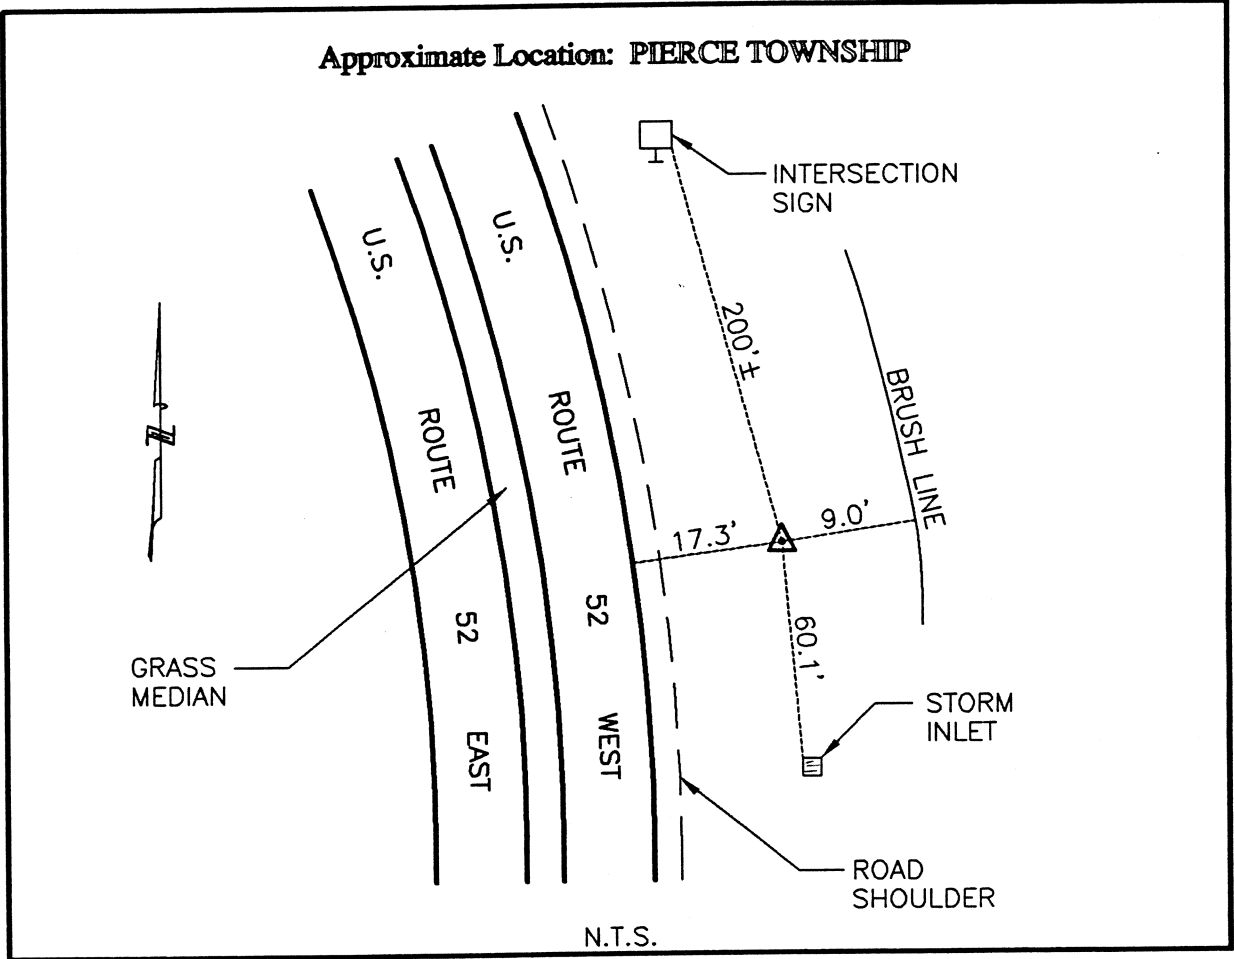 Approximate Location: PIERCE TOWNSHIP
INTERSECTION
SIGN
U.S.
ROUTE
52
EAST
U.S.
ROUTE
52
WEST
200'±
BRUSH LINE
N
17.3'
9.0'
60.1'
GRASS
MEDIAN
STORM
INLET
ROAD
SHOULDER
N.T.S.